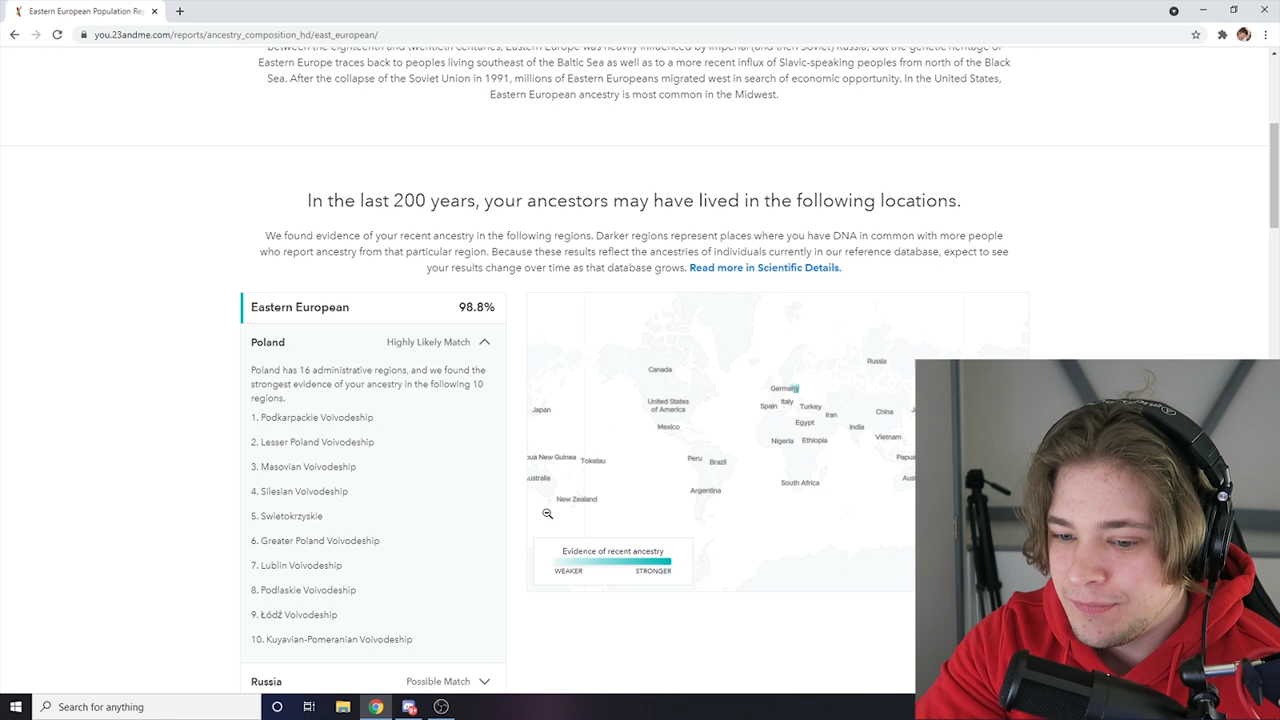 Eastern European Population Rep
you.23andme.com/reports/ancestry_composition_hd/east_european/
Between the eighteenth and twentieth centuries, Eastern Europe was heavily influenced by Imperial (and then Soviet) Russia, but the genetic heritage of
Eastern Europe traces back to peoples living southeast of the Baltic Sea as well as to a more recent influx of Slavic-speaking peoples from north of the Black
Sea. After the collapse of the Soviet Union in 1991, millions of Eastern Europeans migrated west in search of economic opportunity. In the United States,
Eastern European ancestry is most common in the Midwest.
In the last 200 years, your ancestors may have lived in the following locations.
We found evidence of your recent ancestry in the following regions. Darker regions represent places where you have DNA in common with more people
who report ancestry from that particular region. Because these results reflect the ancestries of individuals currently in our reference database, expect to see
your results change over time as that database grows. Read more in Scientific Details.
Eastern European 98.8%
Poland Highly Likely Match
Poland has 16 administrative regions, and we found the
strongest evidence of your ancestry in the following 10
regions.
1. Podkarpackie Voivodeship
2. Lesser Poland Voivodeship
3. Masovian Voivodeship
4. Silesian Voivodeship
5. Swietokrzyskie
6. Greater Poland Voivodeship
7. Lublin Voivodeship
8. Podlaskie Voivodeship
9. Łódź Voivodeship
10. Kuyavian-Pomeranian Voivodeship
Russia Possible Match
Russia
Canada
Germany
United States
of America
Italy
Spain
Turkey
Japan
China
Iran
Mexico
Egypt
India
Nigeria
Ethiopia
Vietnam
ua New Guinea
Tokelau
Peru
Brazil
Papua
ustralia
South Africa
Aus
Argentina
New Zealand
Evidence of recent ancestry
WEAKER STRONGER
Search for anything